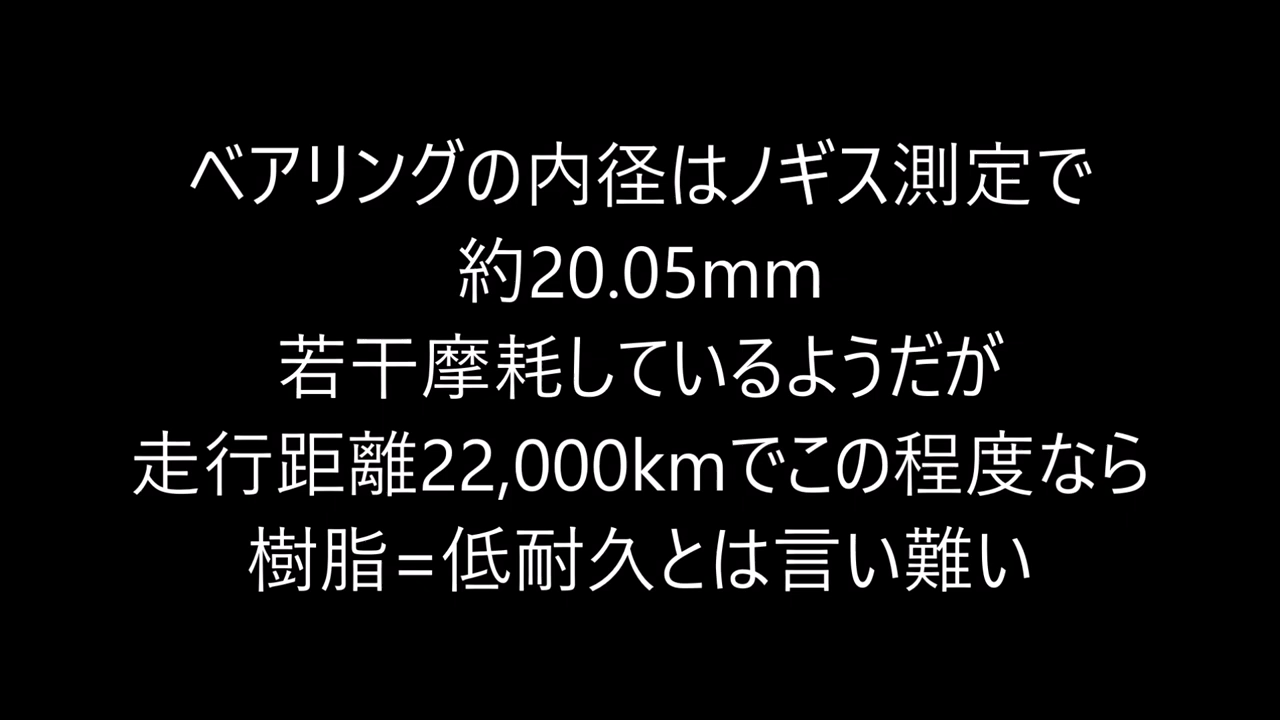 ベアリングの内径はノギス測定で
約20.05mm
若干摩耗しているようだが
走行距離22,000kmでこの程度なら
樹脂=低耐久とは言い難い